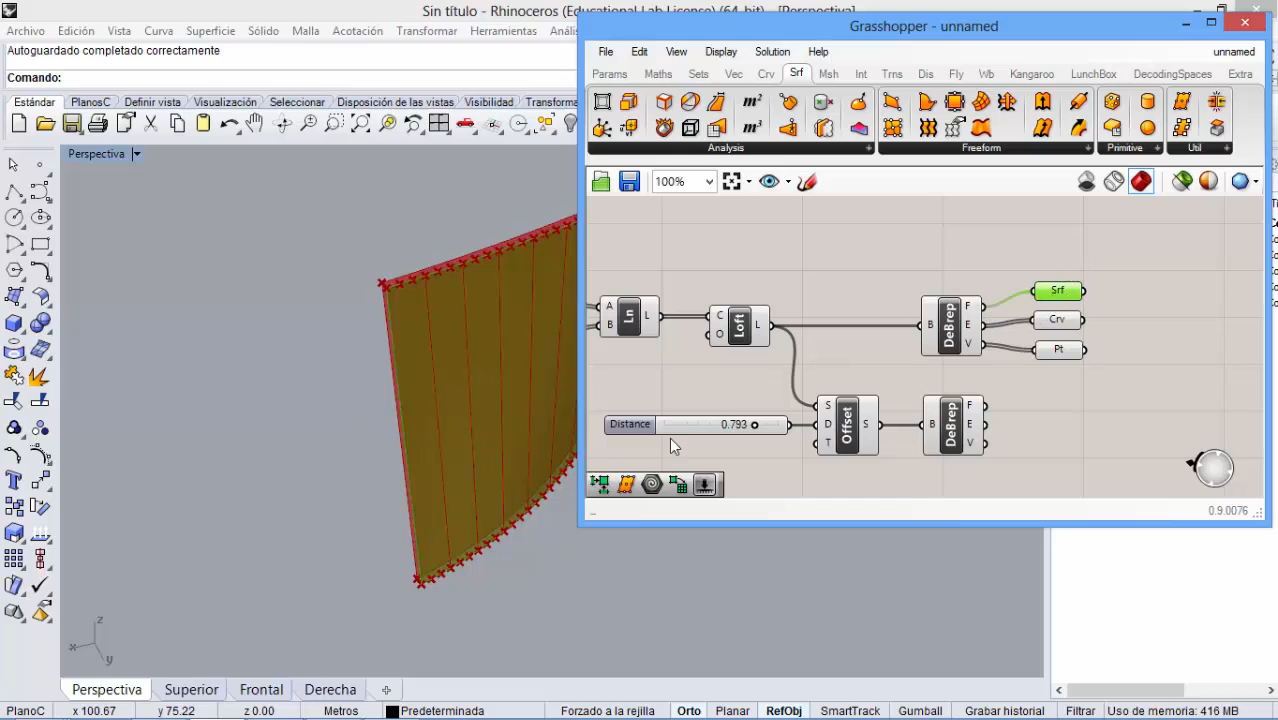 Sin título - Rhinoceros (Educational Lab License) (64-bit) - [Perspectiva]
Archivo Edición Vista Curva Superficie Sólido Malla Acotación Transformar Herramientas
Autoguardado completado correctamente
Comando:
Estándar PlanosC Definir vista Visualización Seleccionar Disposición de las vistas Visibilidad
Perspectiva
Grasshopper - unnamed
File Edit View Display Solution Help unnamed
Params Maths Sets Vec Crv Srf Msh Int Trns Dis Fly Wb Kangaroo LunchBox DecodingSpaces Extra
m² m³
Analysis Freeform Primitive Util
100%
A B Ln L
C O Loft L
B DeBrep F E V
Srf
Crv
Pt
Distance 0.793
S D T Offset S
B DeBrep F E V
0.9.0076
z
x
y
Perspectiva Superior Frontal Derecha
PlanoC x 100.67 y 75.22 z 0.00 Metros Predeterminada Forzado a la rejilla Orto Planar RefObj SmartTrack Gumball Grabar historial Filtrar Uso de memoria: 416 MB